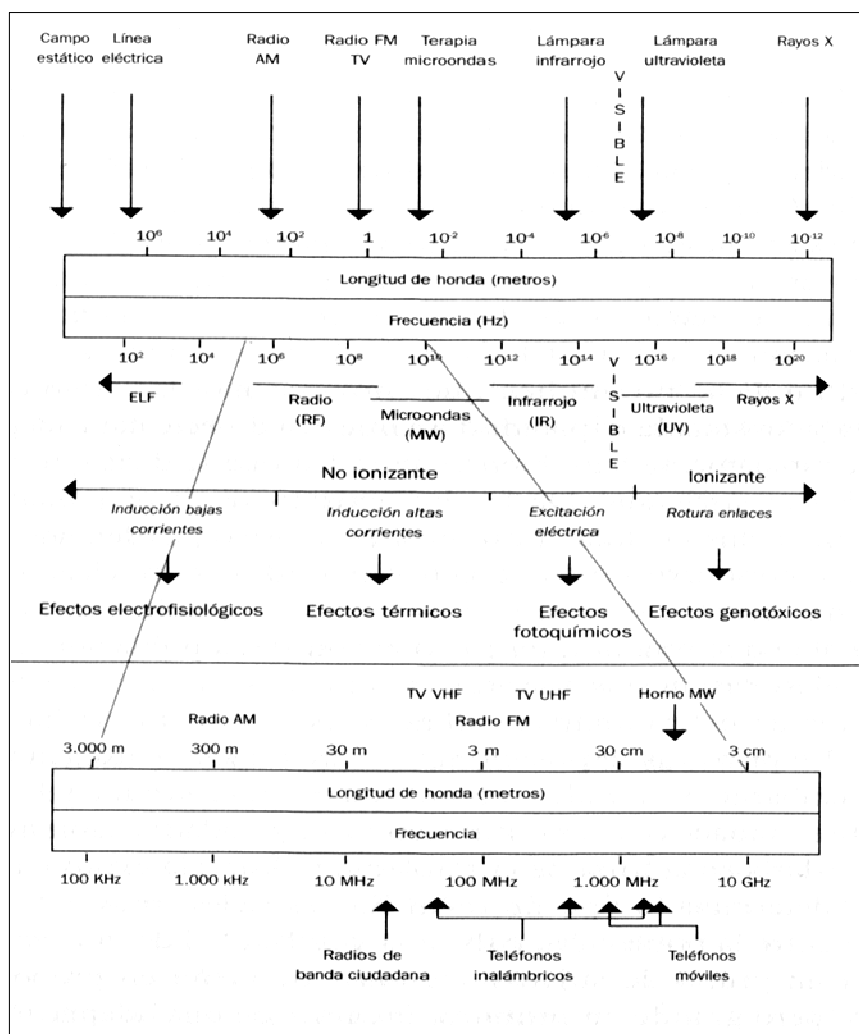 Campo estático
Línea eléctrica
Radio AM
Radio FM TV
Terapia microondas
Lámpara infrarrojo
VISIBLE
Lámpara ultravioleta
Rayos X
10⁶ 10⁴ 10² 1 10⁻² 10⁻⁴ 10⁻⁶ 10⁻⁸ 10⁻¹⁰ 10⁻¹²
Longitud de honda (metros)
Frecuencia (Hz)
10² 10⁴ 10⁶ 10⁸ 10¹⁰ 10¹² 10¹⁴ 10¹⁶ 10¹⁸ 10²⁰
ELF
Radio (RF)
Microondas (MW)
Infrarrojo (IR)
VISIBLE
Ultravioleta (UV)
Rayos X
No ionizante
Ionizante
Inducción bajas corrientes
Inducción altas corrientes
Excitación eléctrica
Rotura enlaces
Efectos electrofisiológicos
Efectos térmicos
Efectos fotoquímicos
Efectos genotóxicos
TV VHF TV UHF Horno MW
Radio AM Radio FM
3.000 m 300 m 30 m 3 m 30 cm 3 cm
Longitud de honda (metros)
Frecuencia
100 KHz 1.000 kHz 10 MHz 100 MHz 1.000 MHz 10 GHz
Radios de banda ciudadana
Teléfonos inalámbricos
Teléfonos móviles